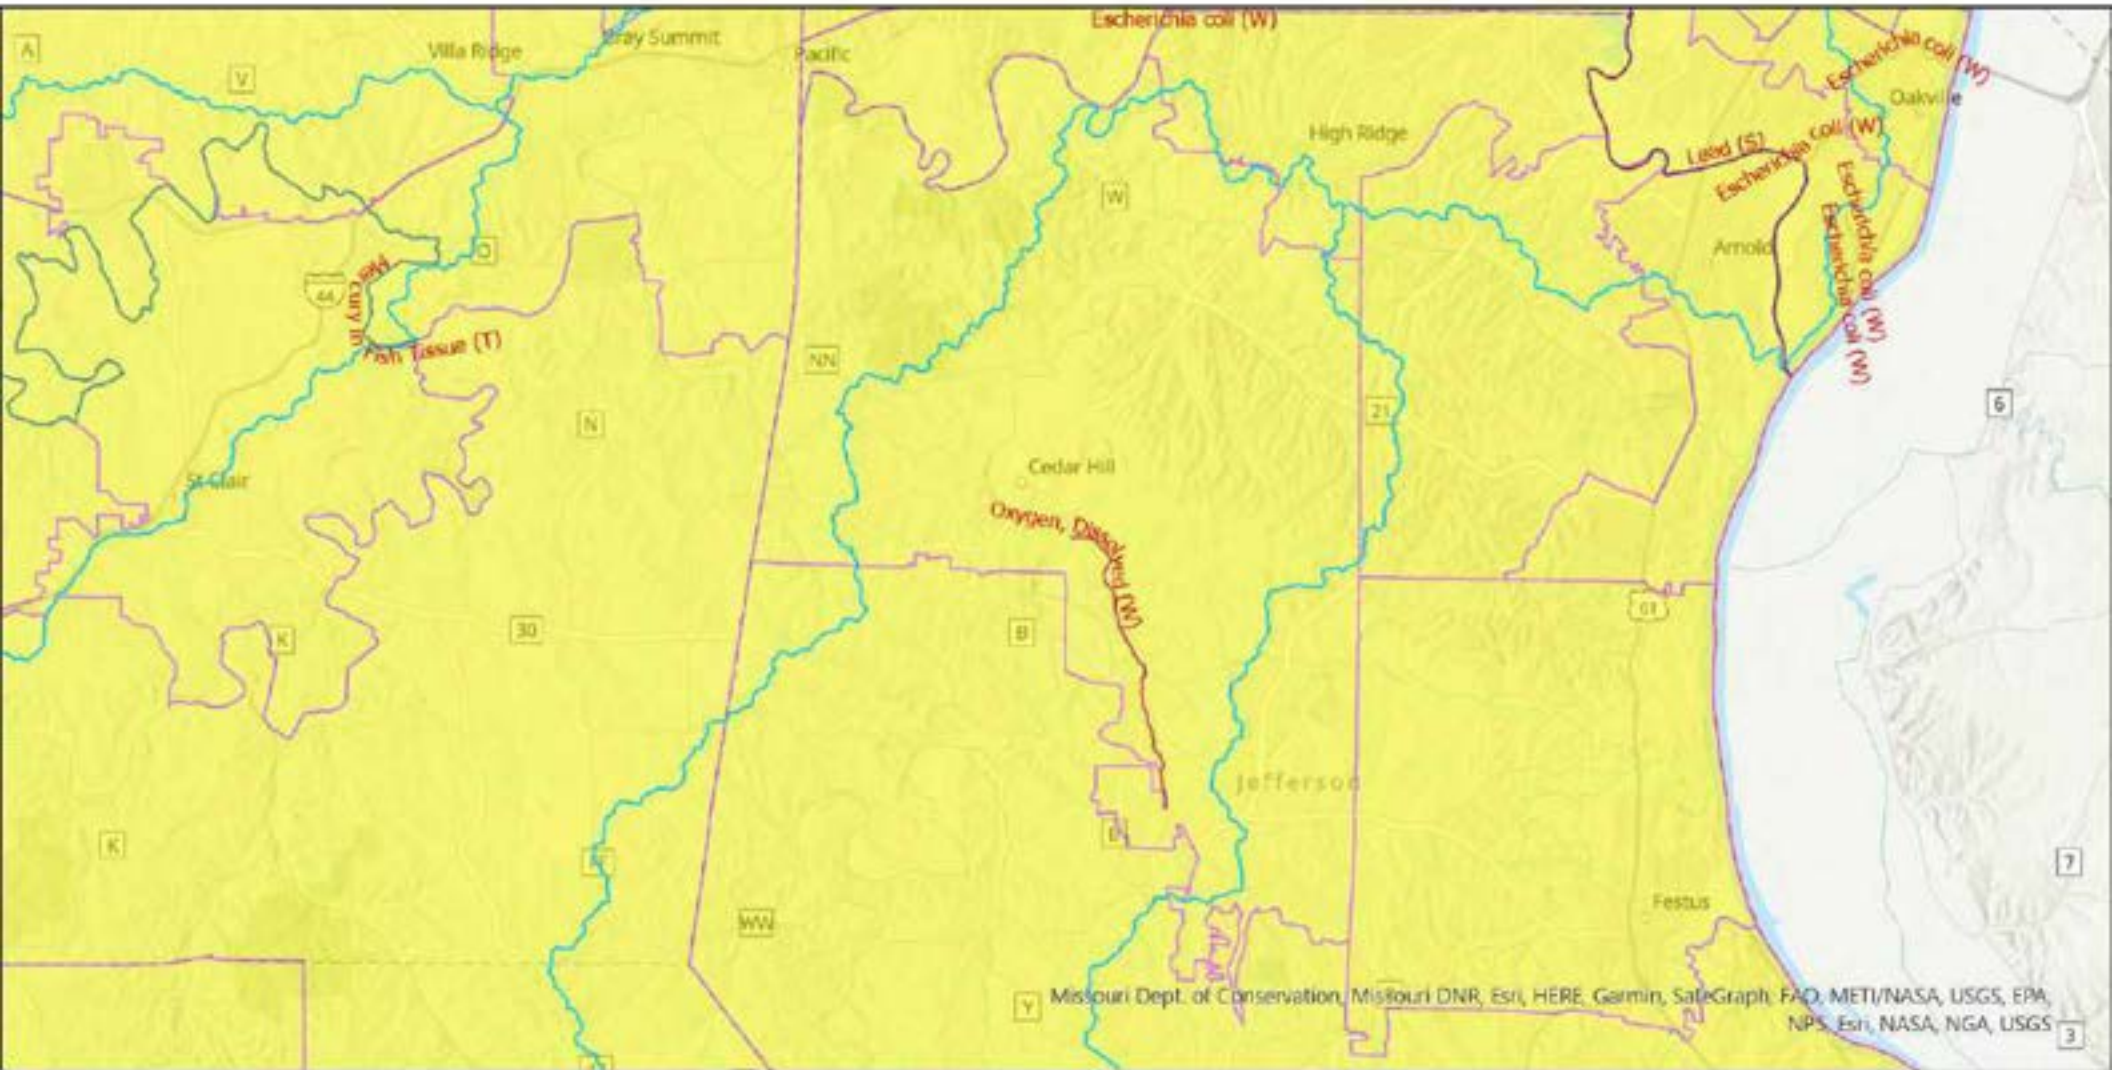 Escherichia coli (W)
A
Villa Ridge
Gray Summit
Pacific
V
Escherichia coli (W)
Oakville
High Ridge
Lead (S)
Escherichia coli (W)
W
Escherichia coli (W)
Escherichia coli (W)
Arnold
O
44
Mercury in
Fish Tissue (T)
NN
6
21
N
Cedar Hill
St Clair
Oxygen, Dissolved (W)
61
30
B
K
Jefferson
K
B
7
Festus
WW
Y
Missouri Dept. of Conservation, Missouri DNR, Esri, HERE, Garmin, SafeGraph, FAO, METI/NASA, USGS, EPA,
NPS, Esri, NASA, NGA, USGS
3